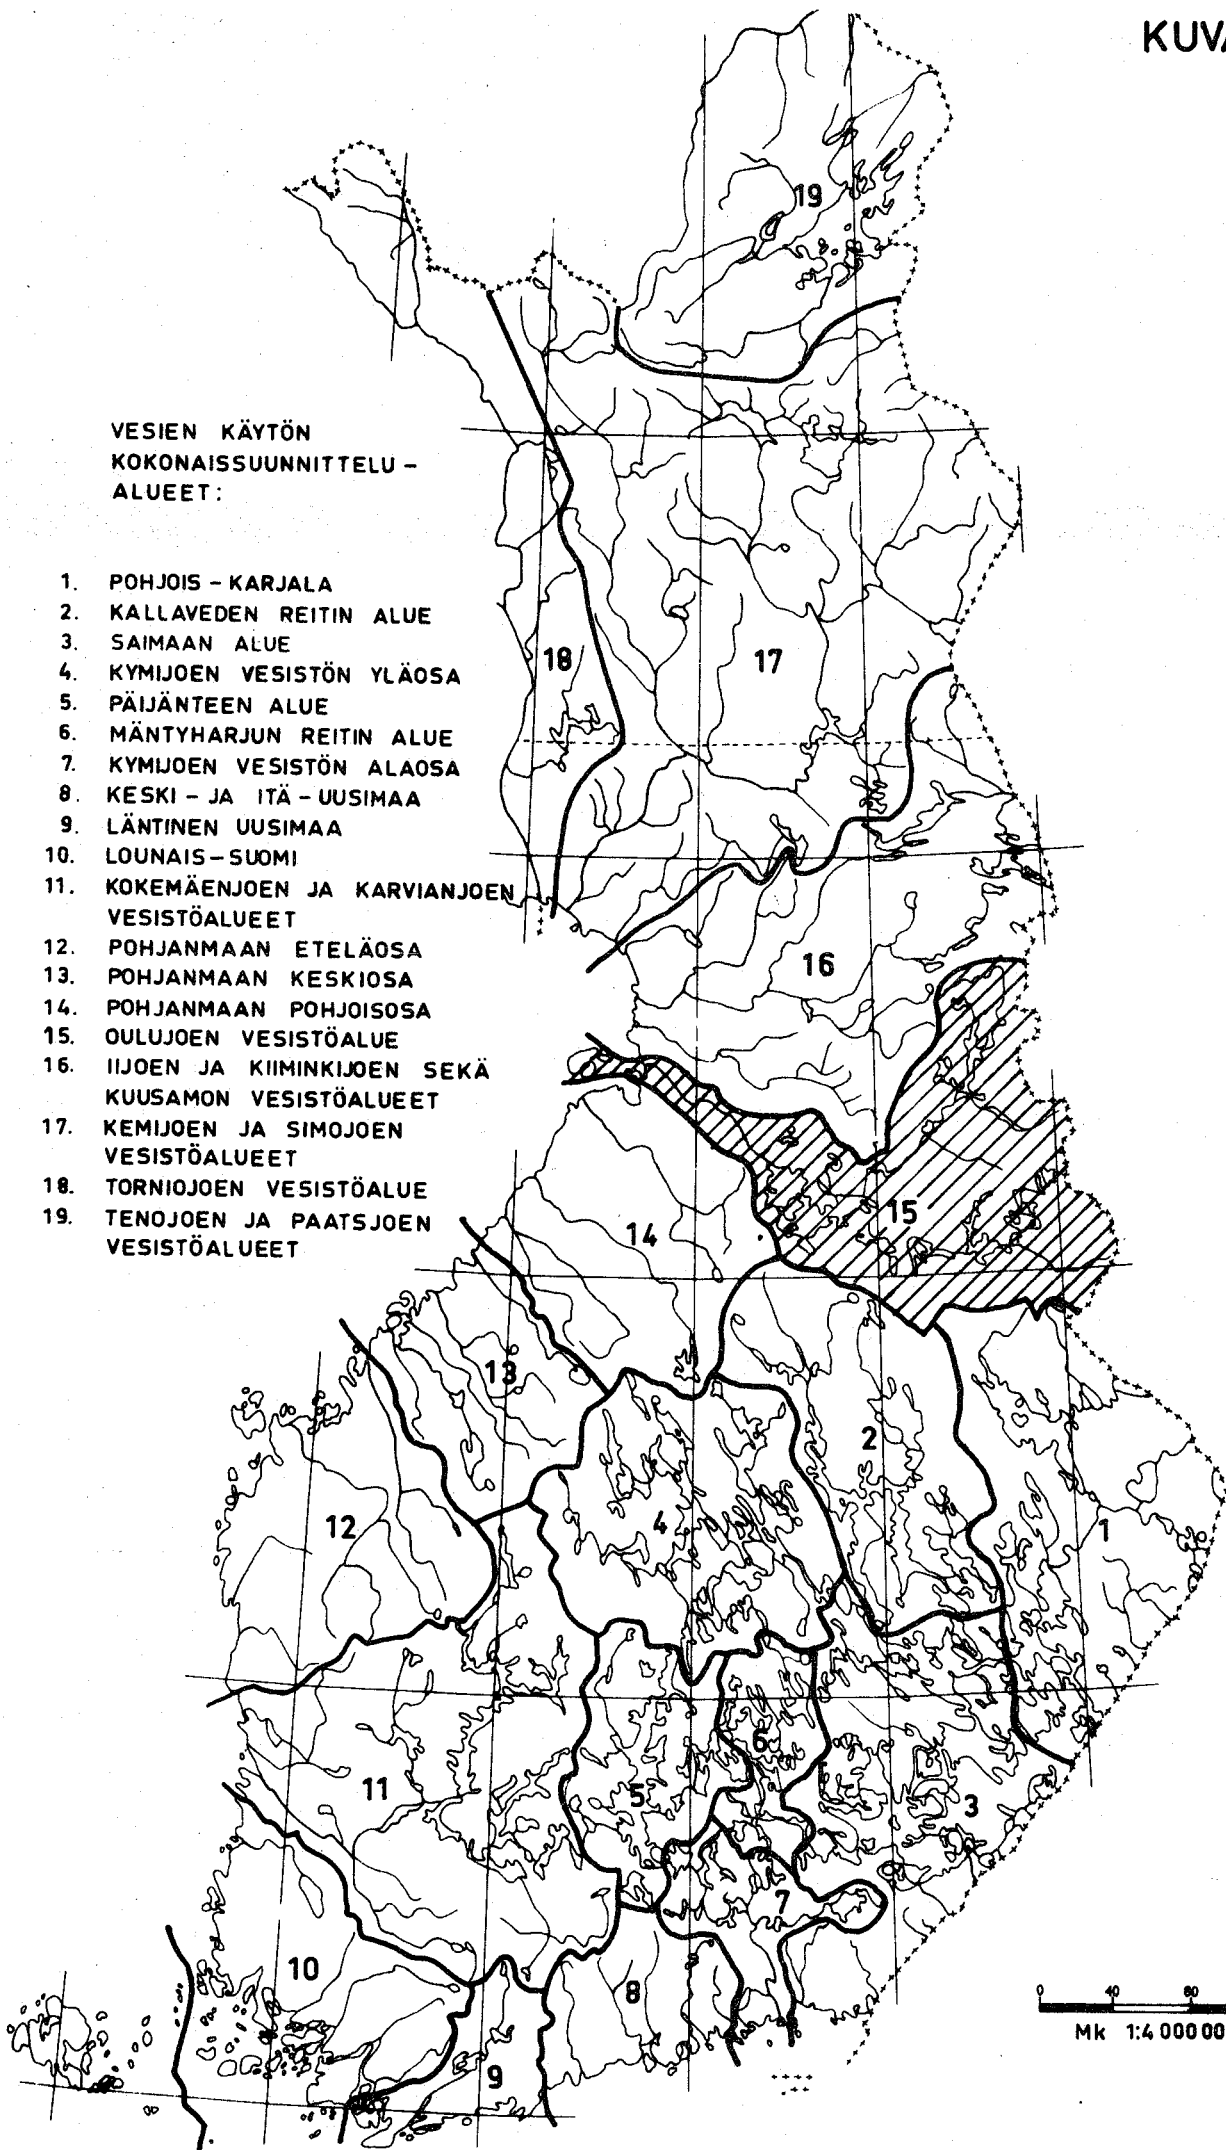 KUVA
VESIEN KÄYTÖN
KOKONAISSUUNNITTELU –
ALUEET :
1. POHJOIS – KARJALA
2. KALLAVEDEN REITIN ALUE
3. SAIMAAN ALUE
4. KYMIJOEN VESISTÖN YLÄOSA
5. PÄIJÄNTEEN ALUE
6. MÄNTYHARJUN REITIN ALUE
7. KYMIJOEN VESISTÖN ALAOSA
8. KESKI – JA ITÄ – UUSIMAA
9. LÄNTINEN UUSIMAA
10. LOUNAIS – SUOMI
11. KOKEMÄENJOEN JA KARVIANJOEN
VESISTÖALUEET
12. POHJANMAAN ETELÄOSA
13. POHJANMAAN KESKIOSA
14. POHJANMAAN POHJOISOSA
15. OULUJOEN VESISTÖALUE
16. IIJOEN JA KIIMINKIJOEN SEKÄ
KUUSAMON VESISTÖALUEET
17. KEMIJOEN JA SIMOJOEN
VESISTÖALUEET
18. TORNIOJOEN VESISTÖALUE
19. TENOJOEN JA PAATSJOEN
VESISTÖALUEET
19
18
17
16
15
14
13
2
12
4
1
6
11
5
3
7
10
8
9
0 40 80
Mk 1:4 000 00